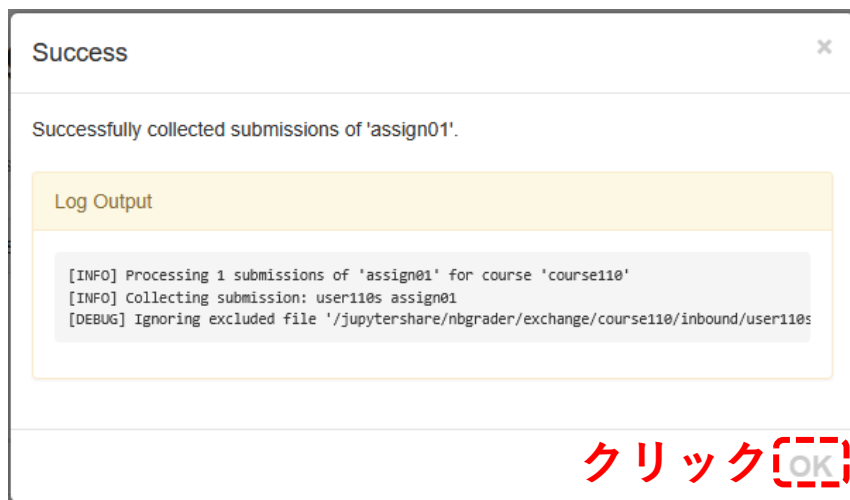 Success
×
Successfully collected submissions of 'assign01'.
Log Output
[INFO] Processing 1 submissions of 'assign01' for course 'course110'
[INFO] Collecting submission: user110s assign01
[DEBUG] Ignoring excluded file '/jupytershare/nbgrader/exchange/course110/inbound/user110s
クリック OK